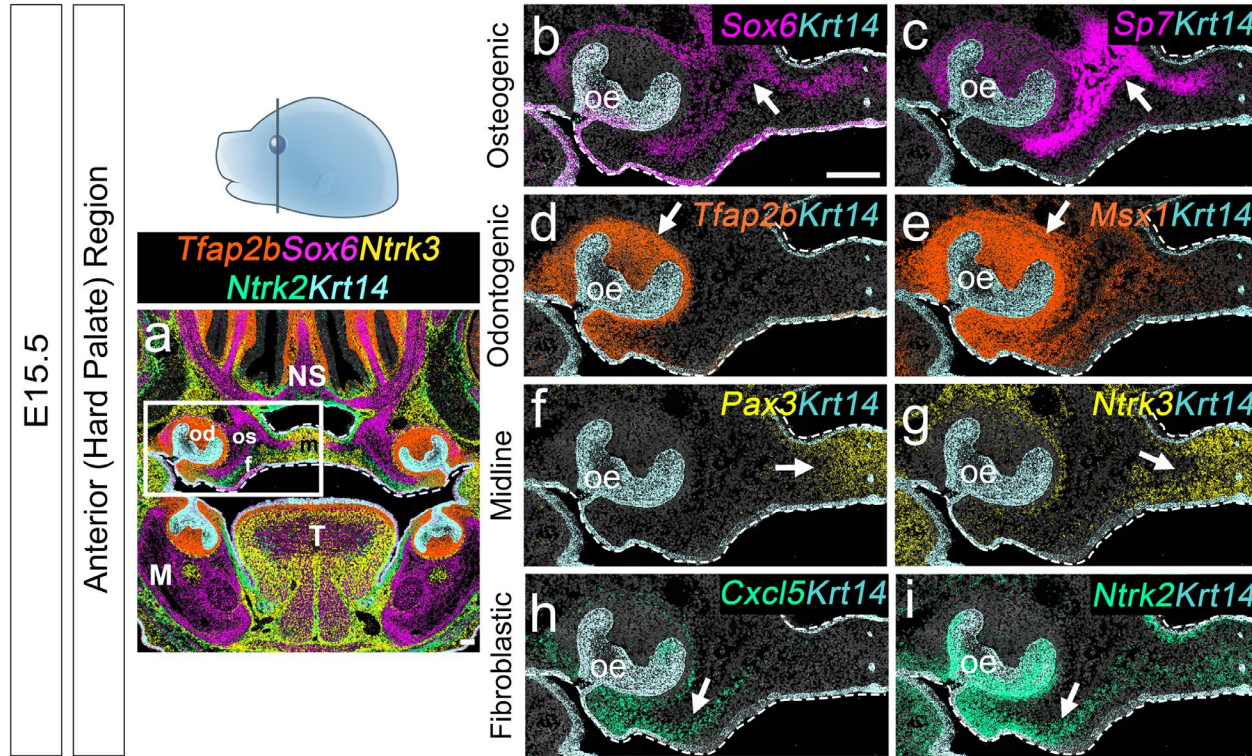 E15.5
Anterior (Hard Palate) Region
Tfap2bSox6Ntrk3
Ntrk2Krt14
a
NS
od
os
m
f
T
M
Osteogenic
b
Sox6Krt14
oe
c
Sp7Krt14
oe
Odontogenic
d
Tfap2bKrt14
oe
e
Msx1Krt14
oe
Midline
f
Pax3Krt14
oe
g
Ntrk3Krt14
oe
Fibroblastic
h
Cxcl5Krt14
oe
i
Ntrk2Krt14
oe